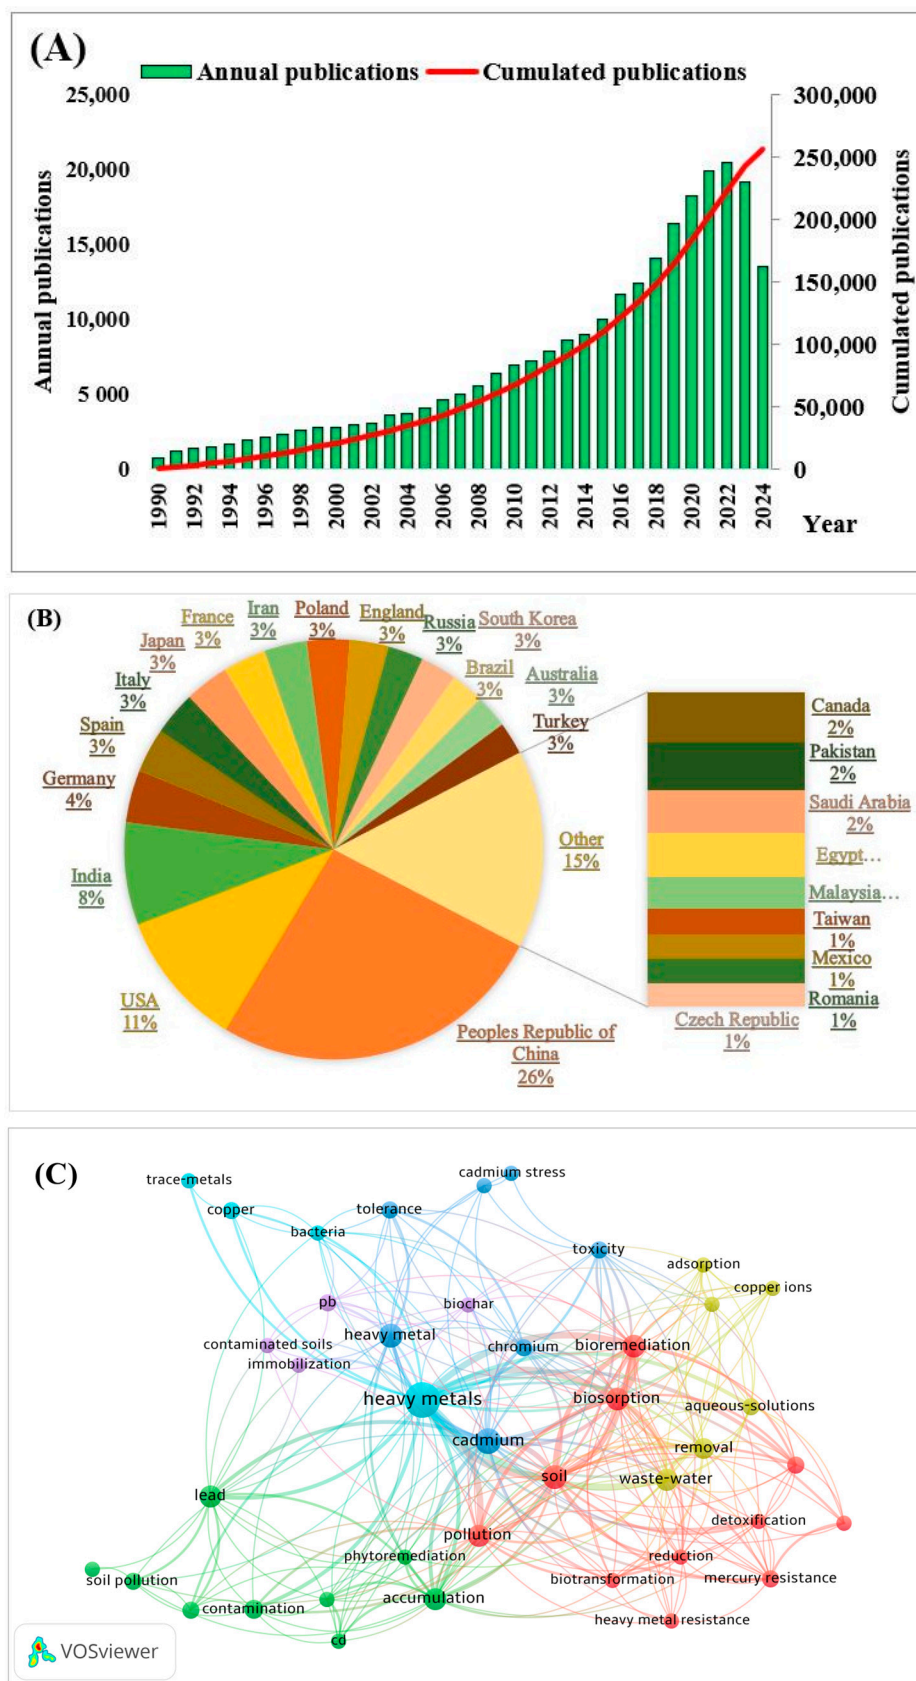 (A)
Annual publications
Cumulated publications
25,000
20,000
15,000
10,000
5 000
0
Annual publications
300,000
250,000
200,000
150,000
100,000
50,000
0
Cumulated publications
1990
1992
1994
1996
1998
2000
2002
2004
2006
2008
2010
2012
2014
2016
2018
2020
2022
2024
Year
(B)
Iran
3%
Poland
3%
England
3%
France
3%
Russia
3%
South Korea
3%
Japan
3%
Brazil
3%
Italy
3%
Australia
3%
Spain
3%
Turkey
3%
Germany
4%
Other
15%
India
8%
USA
11%
Peoples Republic of
China
26%
Canada
2%
Pakistan
2%
Saudi Arabia
2%
Egypt...
Malaysia...
Taiwan
1%
Mexico
1%
Romania
1%
Czech Republic
1%
(C)
cadmium stress
trace-metals
copper
tolerance
bacteria
toxicity
adsorption
copper ions
pb
biochar
heavy metal
contaminated soils
chromium
bioremediation
immobilization
heavy metals
biosorption
aqueous-solutions
cadmium
removal
soil
waste-water
lead
detoxification
pollution
phytoremediation
reduction
soil pollution
biotransformation
mercury resistance
accumulation
contamination
heavy metal resistance
cd
VOSviewer